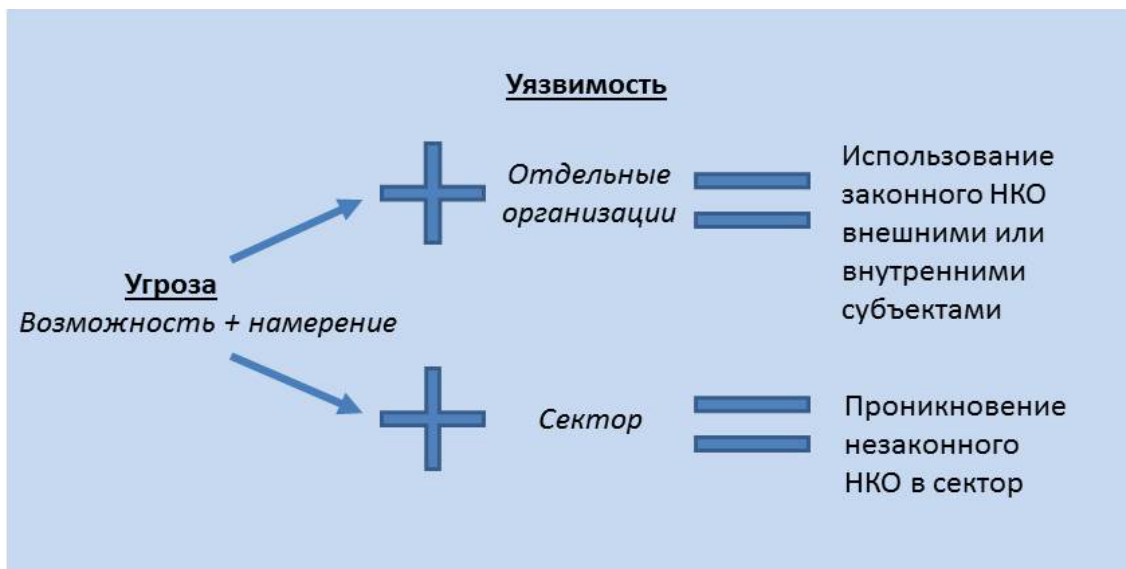 Уязвимость
Отдельные
организации
Использование
законного НКО
внешними или
внутренними
субъектами
Угроза
Возможность + намерение
Сектор
Проникновение
незаконного
НКО в сектор